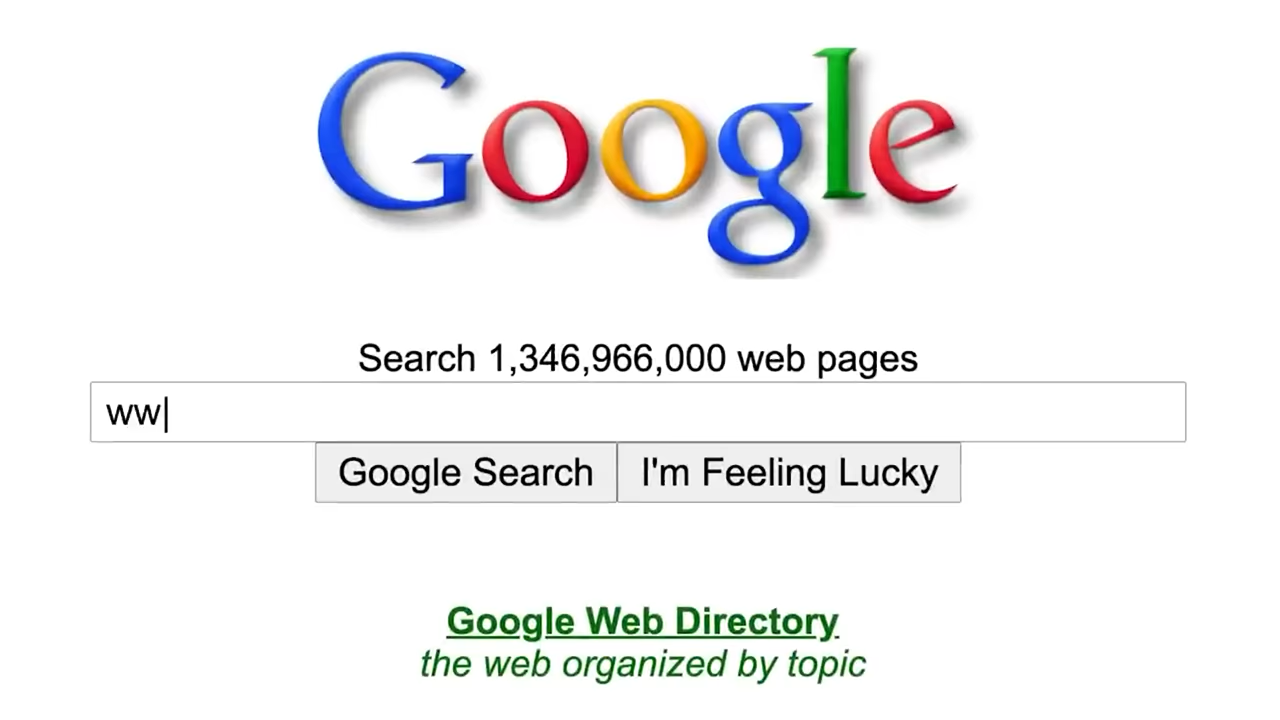 Google
Search 1,346,966,000 web pages
ww
Google Search I'm Feeling Lucky
Google Web Directory
the web organized by topic